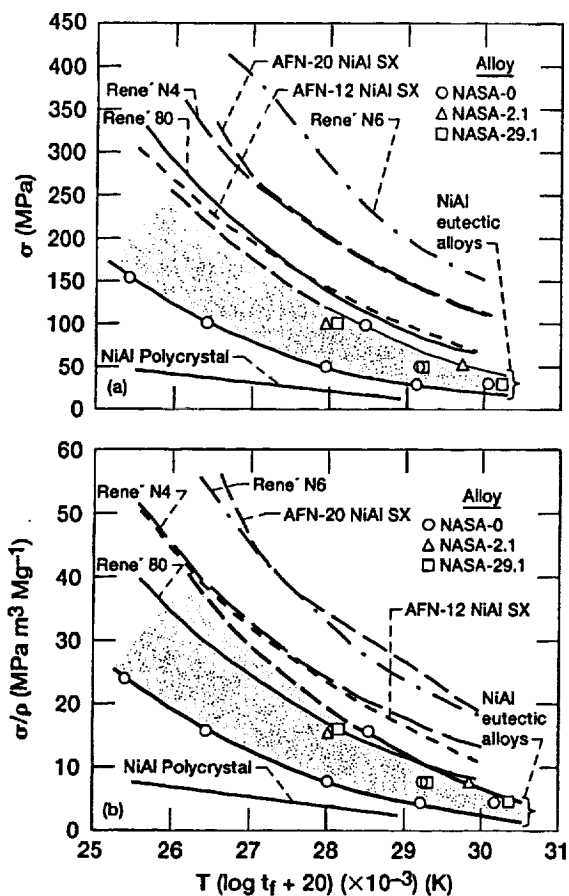 450
400
350
300
250
200
150
100
50
0
σ (MPa)
AFN-20 NiAl SX
Rene´ N4
AFN-12 NiAl SX
Rene´ 80
Rene´ N6
Alloy
NASA-0
NASA-2.1
NASA-29.1
NiAl
eutectic
alloys
NiAl Polycrystal
(a)
60
50
40
30
20
10
0
σ/ρ (MPa m³ Mg⁻¹)
Rene´ N4
Rene´ N6
AFN-20 NiAl SX
Rene´ 80
Alloy
NASA-0
NASA-2.1
NASA-29.1
AFN-12 NiAl SX
NiAl
eutectic
alloys
NiAl Polycrystal
(b)
25 26 27 28 29 30 31
T (log t_f + 20) (×10⁻³) (K)